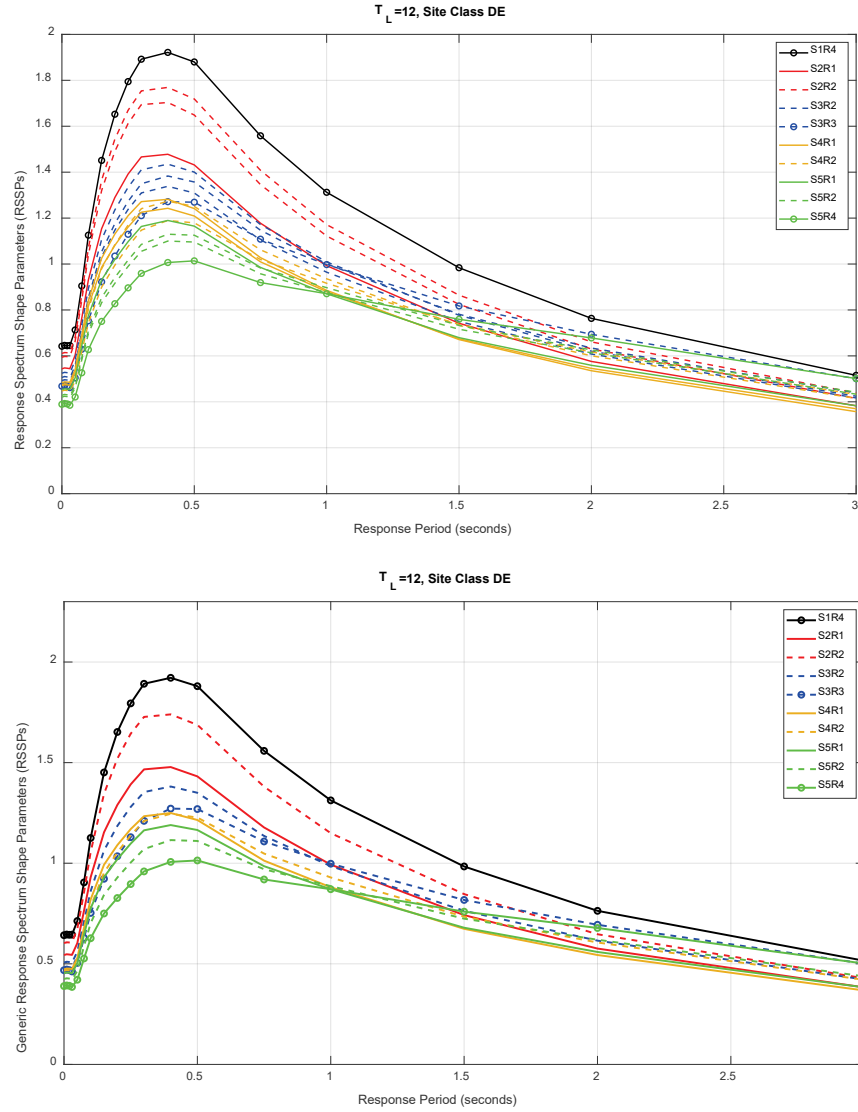 T L =12, Site Class DE
Response Spectrum Shape Parameters (RSSPs)
2
1.8
1.6
1.4
1.2
1
0.8
0.6
0.4
0.2
0
S1R4
S2R1
S2R2
S3R2
S3R3
S4R1
S4R2
S5R1
S5R2
S5R4
0 0.5 1 1.5 2 2.5 3
Response Period (seconds)
T L =12, Site Class DE
Generic Response Spectrum Shape Parameters (RSSPs)
2
1.5
1
0.5
0
S1R4
S2R1
S2R2
S3R2
S3R3
S4R1
S4R2
S5R1
S5R2
S5R4
0 0.5 1 1.5 2 2.5
Response Period (seconds)